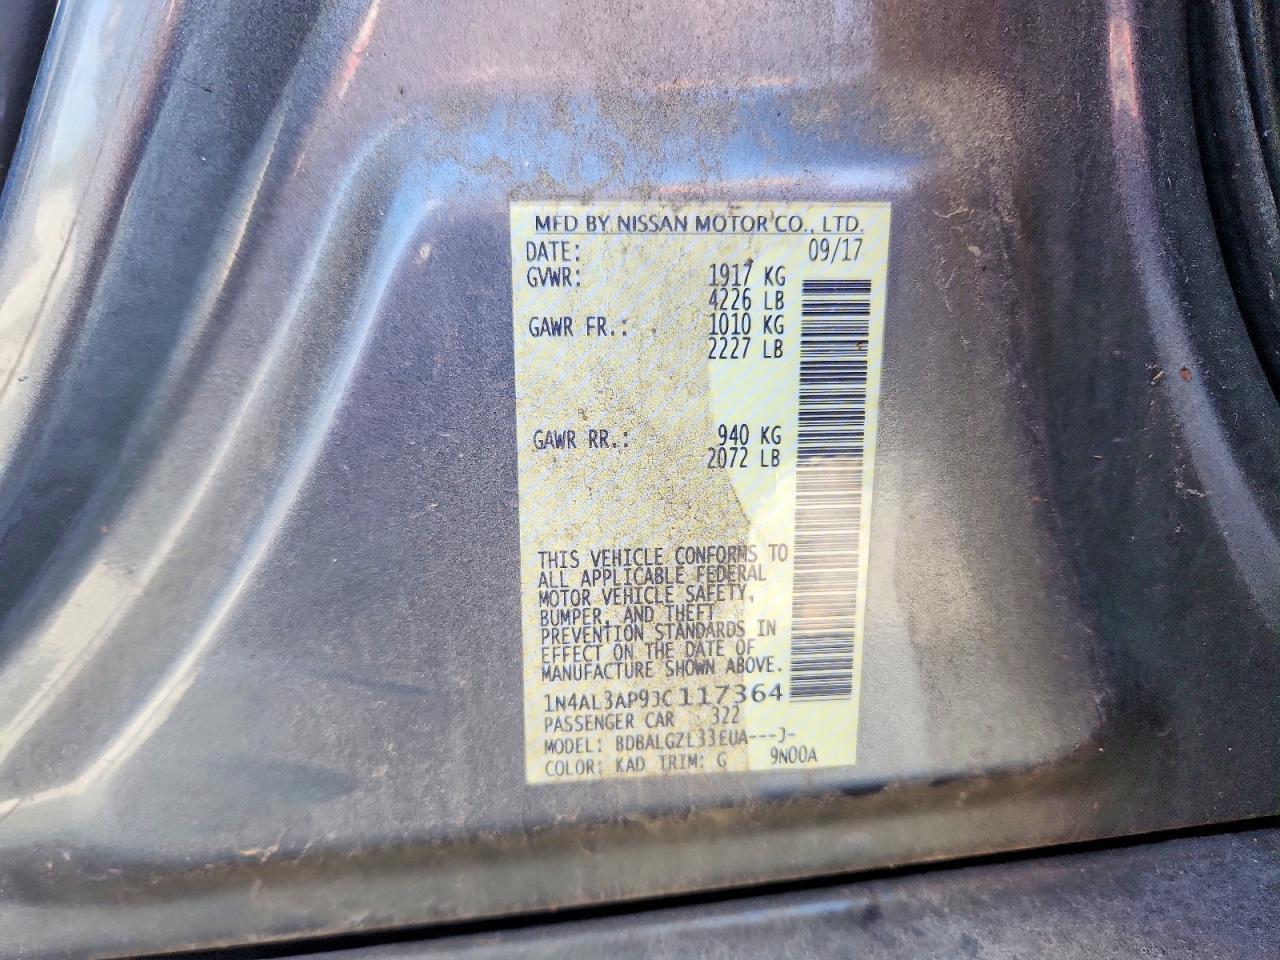 MFD BY NISSAN MOTOR CO., LTD.
DATE: 09/17
GVWR: 1917 KG
4226 LB
GAWR FR.: 1010 KG
2227 LB
GAWR RR.: 940 KG
2072 LB
THIS VEHICLE CONFORMS TO
ALL APPLICABLE FEDERAL
MOTOR VEHICLE SAFETY,
BUMPER, AND THEFT
PREVENTION STANDARDS IN
EFFECT ON THE DATE OF
MANUFACTURE SHOWN ABOVE.
1N4AL3AP9JC117364
PASSENGER CAR 322
MODEL: BDBALGZL33EUA---J-
COLOR: KAD TRIM: G 9N00A